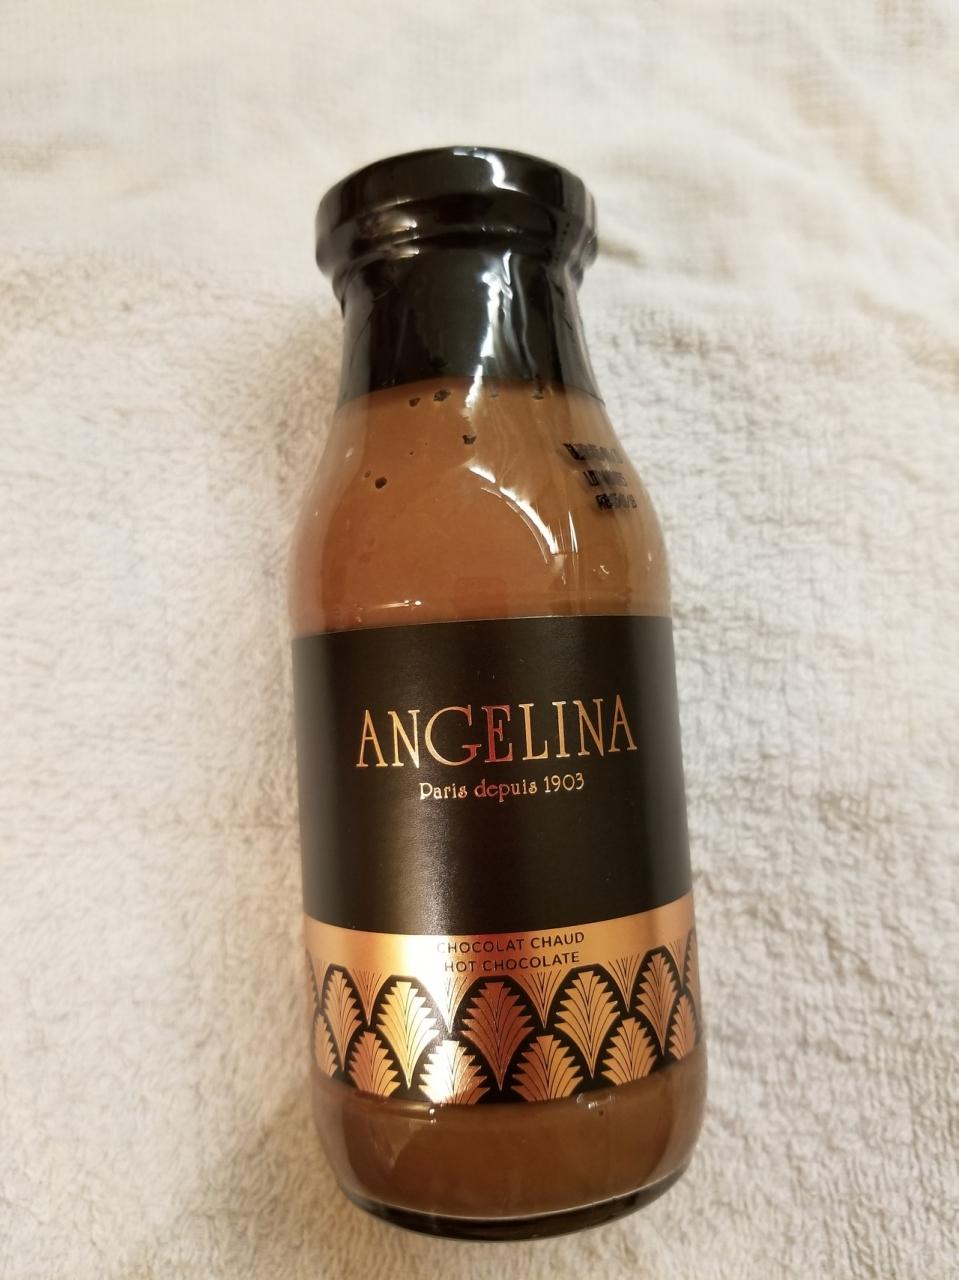 ANGELINA
Paris depuis 1903
CHOCOLAT CHAUD
HOT CHOCOLATE